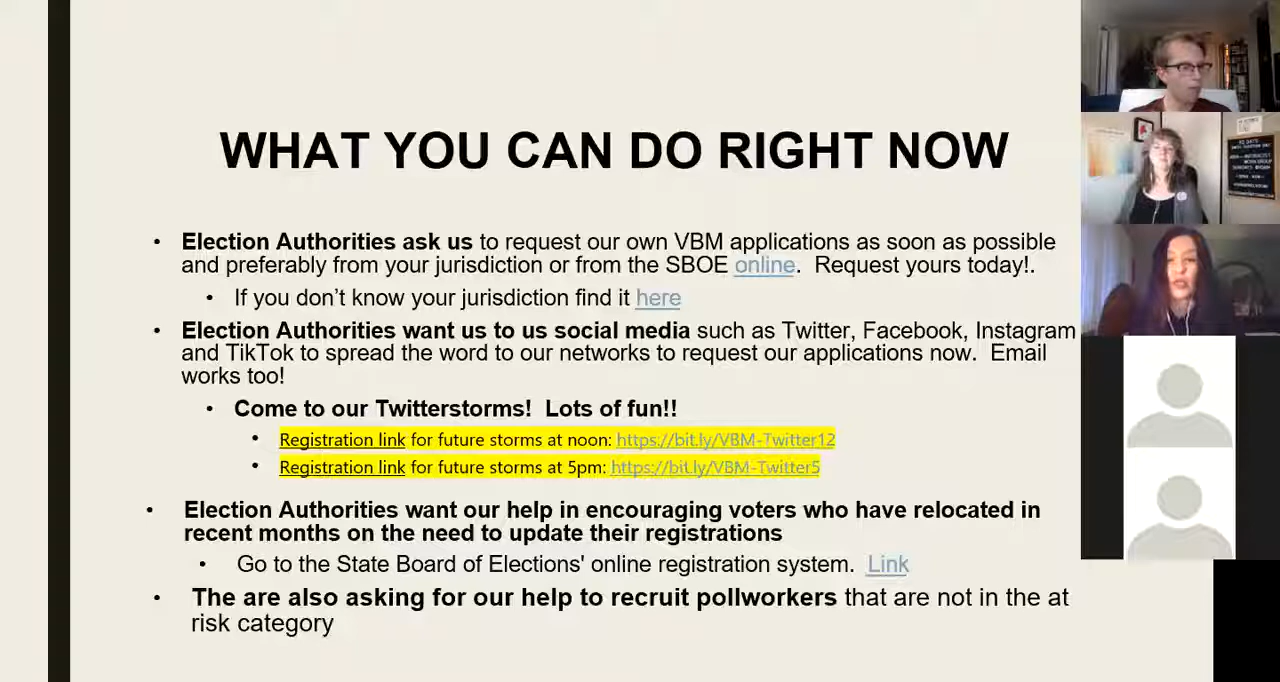 WHAT YOU CAN DO RIGHT NOW
• Election Authorities ask us to request our own VBM applications as soon as possible
and preferably from your jurisdiction or from the SBOE online.  Request yours today!.
• If you don’t know your jurisdiction find it here
• Election Authorities want us to us social media such as Twitter, Facebook, Instagram
and TikTok to spread the word to our networks to request our applications now.  Email
works too!
• Come to our Twitterstorms!  Lots of fun!!
• Registration link for future storms at noon: https://bit.ly/VBM-Twitter12
• Registration link for future storms at 5pm: https://bit.ly/VBM-Twitter5
• Election Authorities want our help in encouraging voters who have relocated in
recent months on the need to update their registrations
• Go to the State Board of Elections' online registration system.  Link
• The are also asking for our help to recruit pollworkers that are not in the at
risk category